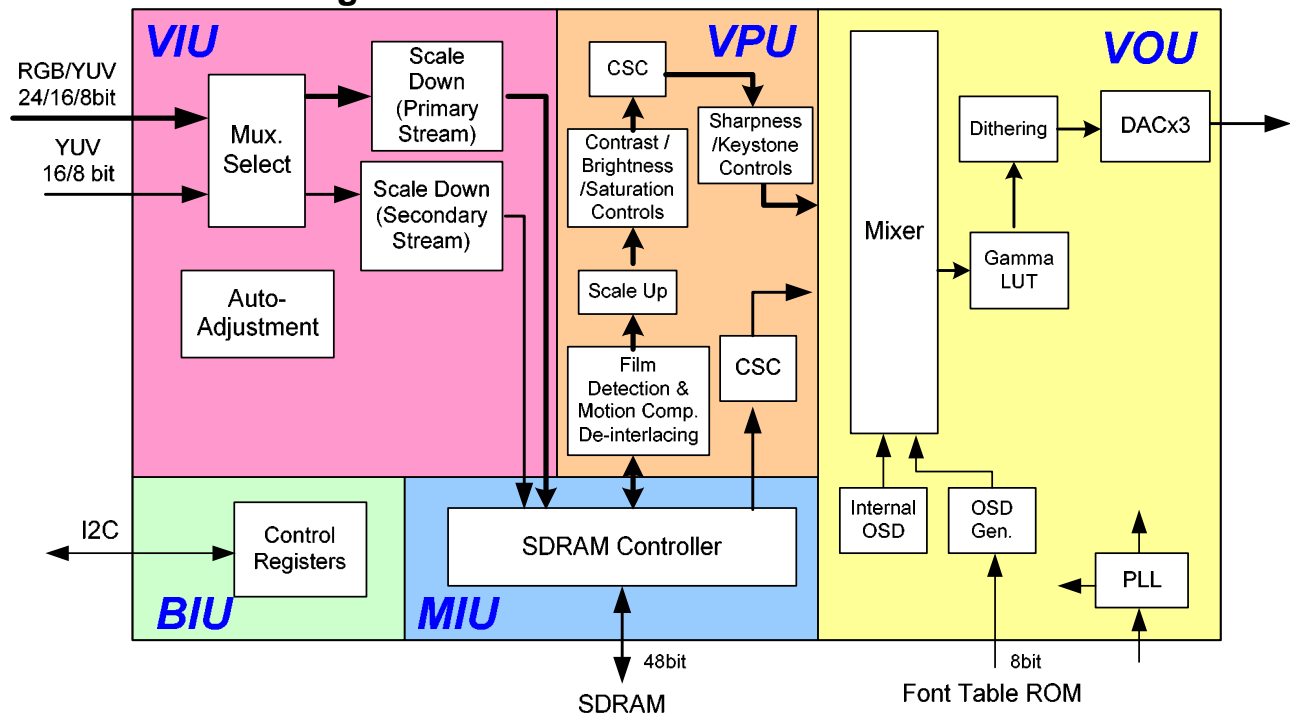 VIU
VPU
VOU
RGB/YUV
24/16/8bit
YUV
16/8 bit
Mux.
Select
Scale
Down
(Primary
Stream)
Scale Down
(Secondary
Stream)
Auto-
Adjustment
CSC
Contrast /
Brightness
/Saturation
Controls
Sharpness
/Keystone
Controls
Scale Up
Film
Detection &
Motion Comp.
De-interlacing
CSC
Mixer
Dithering
DACx3
Gamma
LUT
Internal
OSD
OSD
Gen.
PLL
I2C
Control
Registers
BIU
SDRAM Controller
MIU
48bit
SDRAM
8bit
Font Table ROM